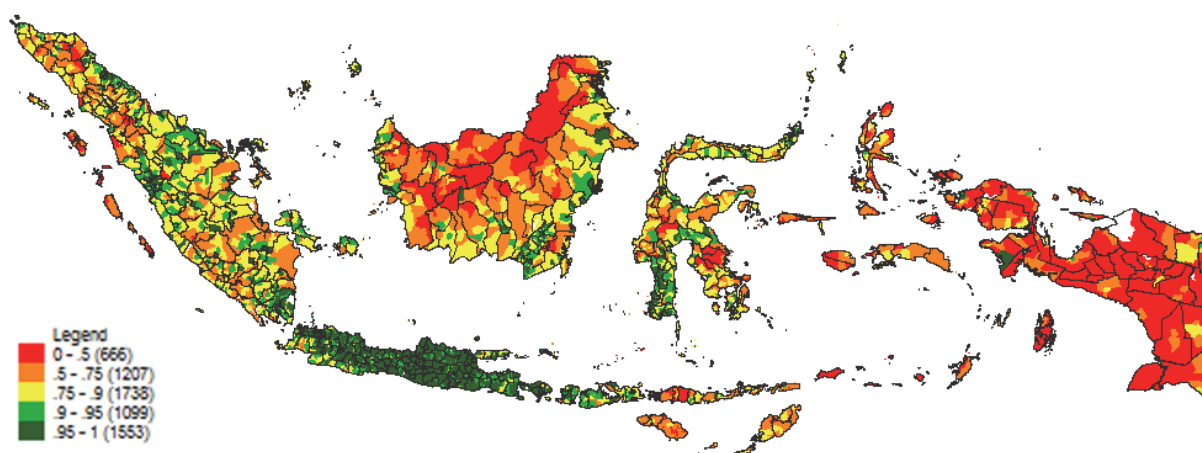 Legend
0 - .5 (666)
.5 - .75 (1207)
.75 - .9 (1738)
.9 - .95 (1099)
.95 - 1 (1553)